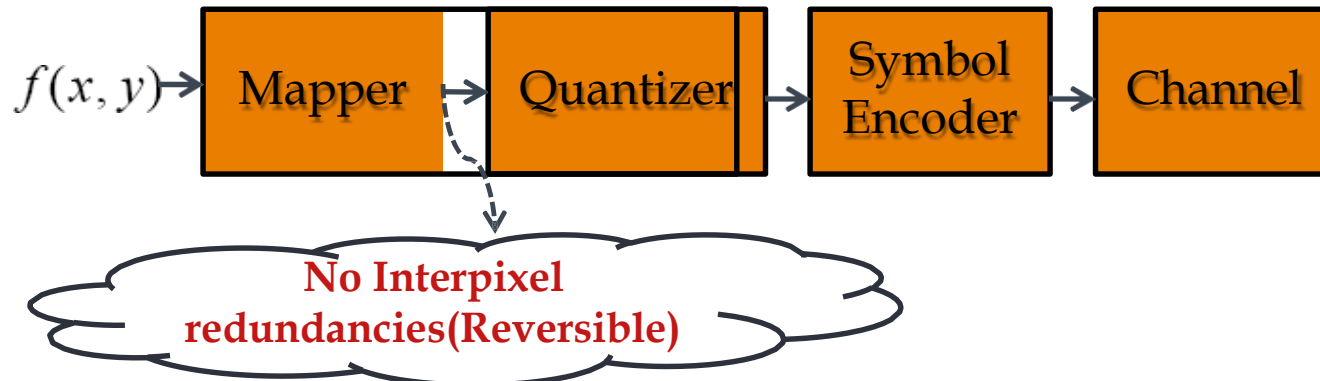 f(x, y)
Mapper
Quantizer
Symbol
Encoder
Channel
No Interpixel
redundancies(Reversible)